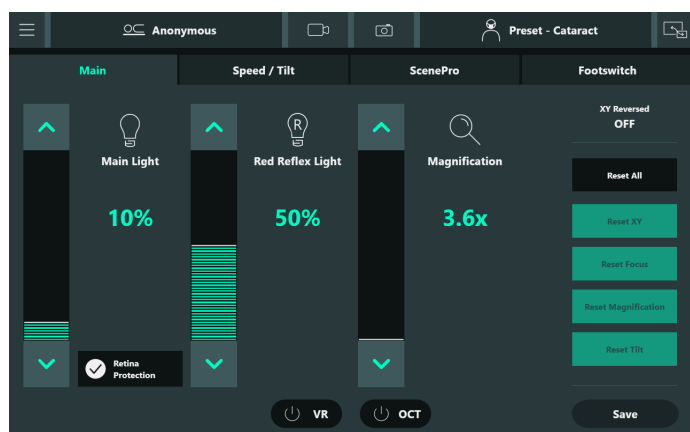 Anonymous
Preset - Cataract
Main
Speed / Tilt
ScenePro
Footswitch
Main Light
10%
Retina
Protection
R
Red Reflex Light
50%
Magnification
3.6x
XY Reversed
OFF
Reset All
Reset XY
Reset Focus
Reset Magnification
Reset Tilt
VR
OCT
Save